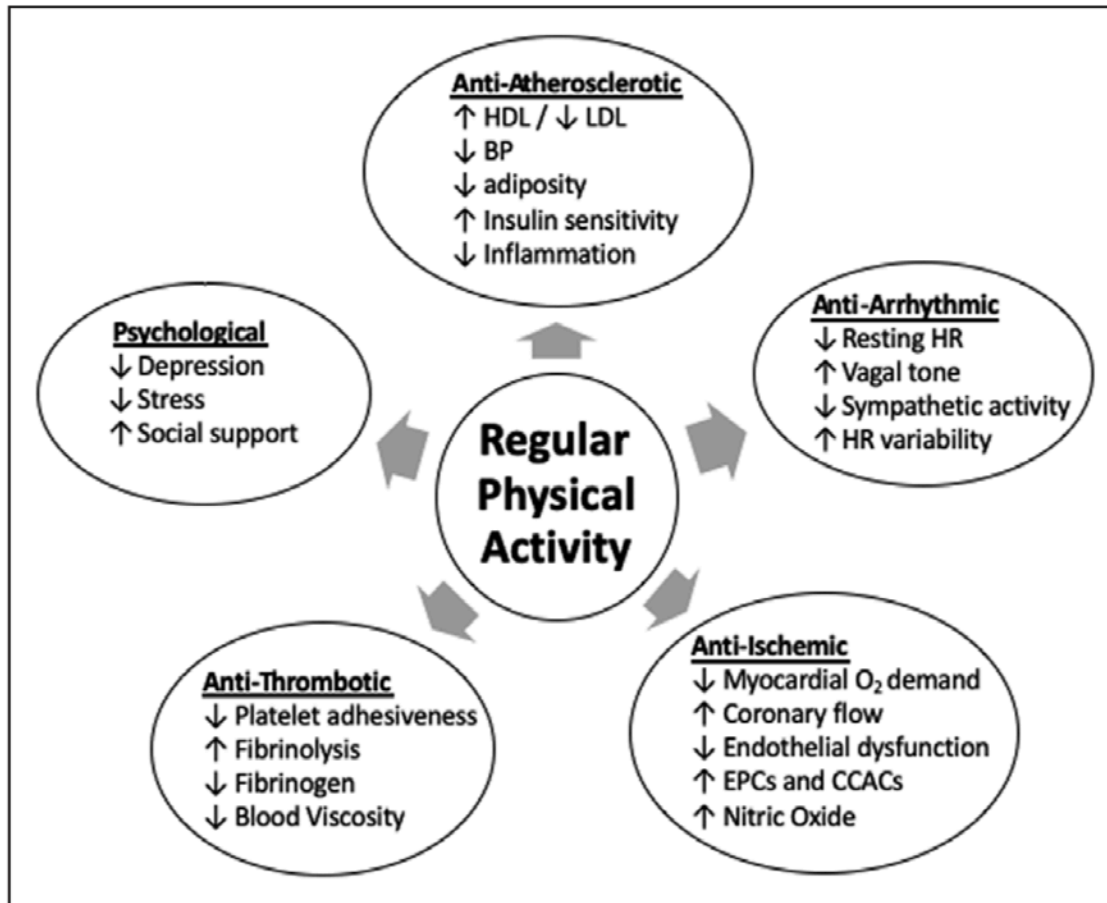 Anti-Atherosclerotic
↑ HDL / ↓ LDL
↓ BP
↓ adiposity
↑ Insulin sensitivity
↓ Inflammation
Anti-Arrhythmic
↓ Resting HR
↑ Vagal tone
↓ Sympathetic activity
↑ HR variability
Psychological
↓ Depression
↓ Stress
↑ Social support
Regular
Physical
Activity
Anti-Ischemic
↓ Myocardial O₂ demand
↑ Coronary flow
↓ Endothelial dysfunction
↑ EPCs and CCACs
↑ Nitric Oxide
Anti-Thrombotic
↓ Platelet adhesiveness
↑ Fibrinolysis
↓ Fibrinogen
↓ Blood Viscosity